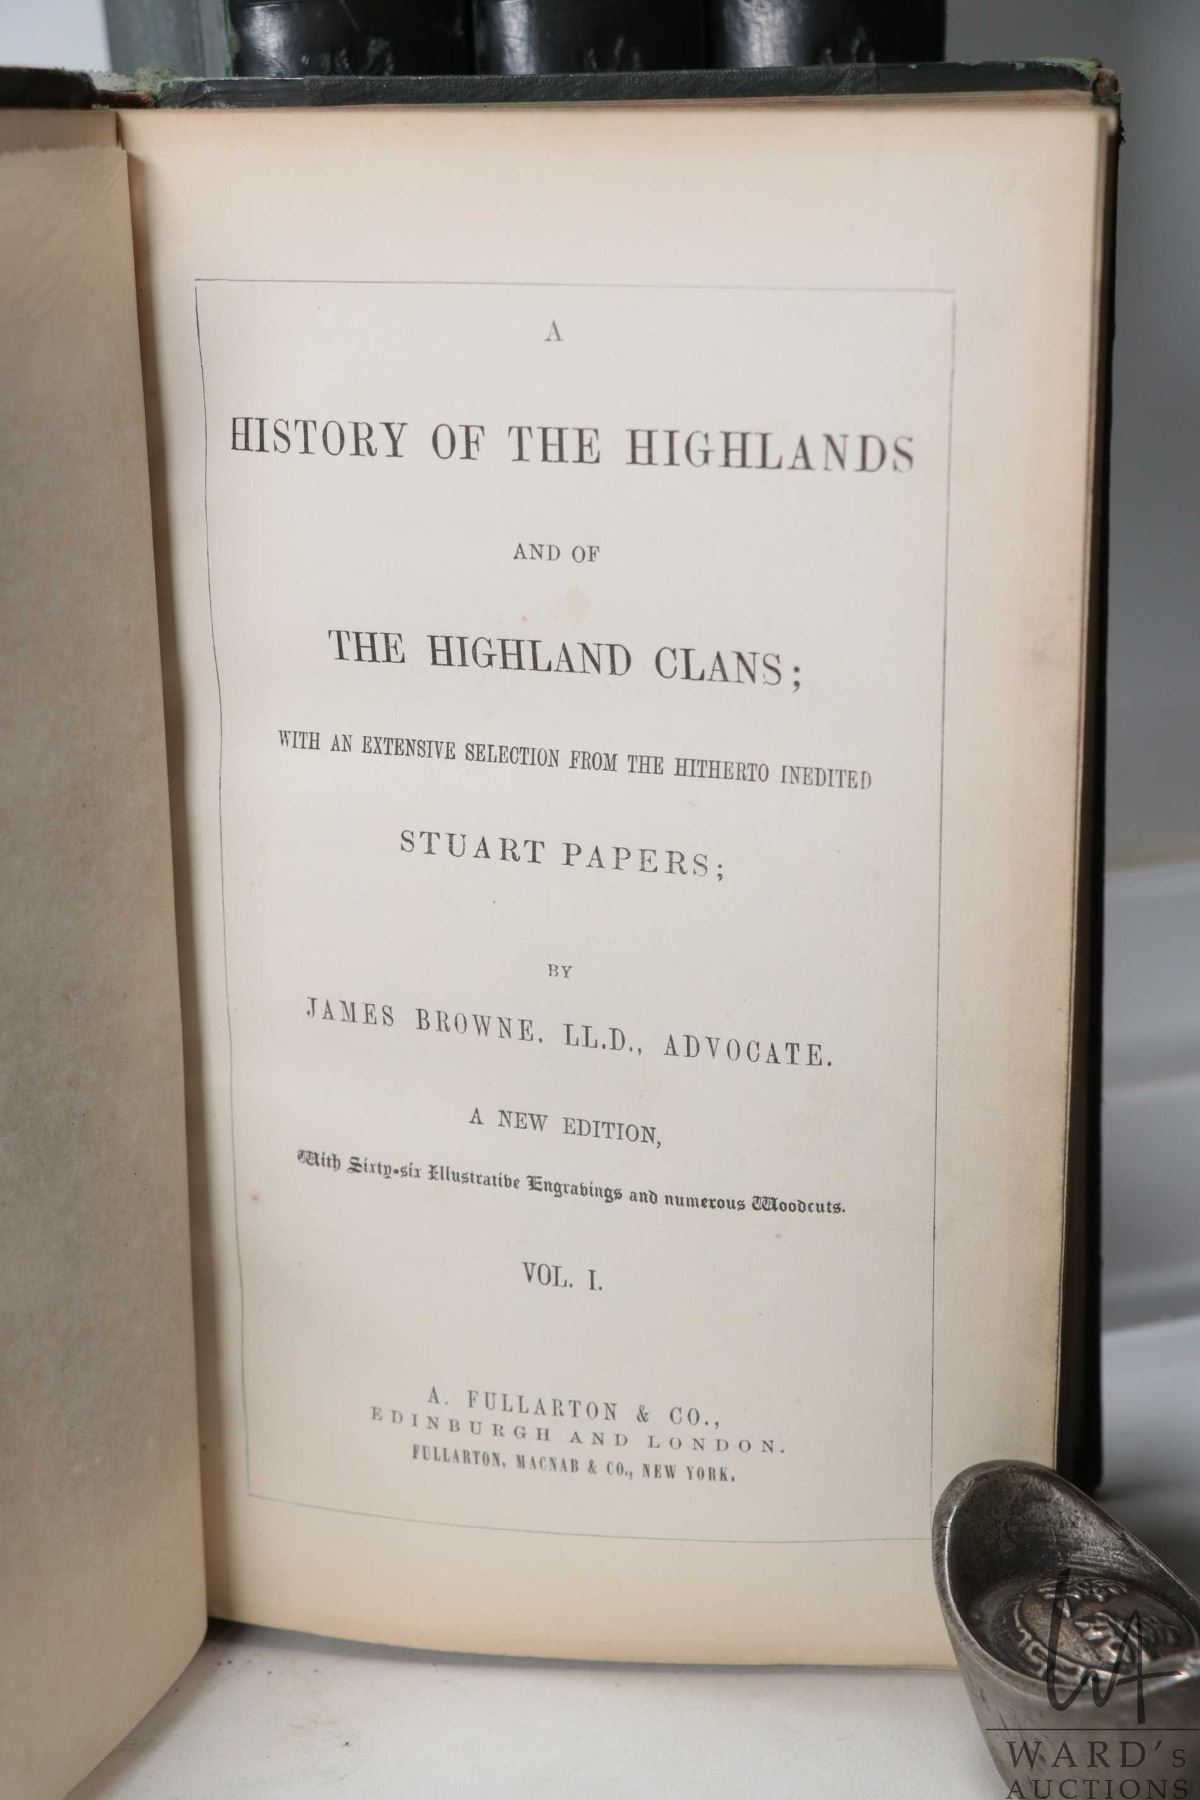 A
HISTORY OF THE HIGHLANDS
AND OF
THE HIGHLAND CLANS;
WITH AN EXTENSIVE SELECTION FROM THE HITHERTO INEDITED
STUART PAPERS;
BY
JAMES BROWNE, LL.D., ADVOCATE.
A NEW EDITION,
With Sixty-six Illustrative Engravings and numerous Woodcuts.
VOL. I.
A. FULLARTON & CO.,
EDINBURGH AND LONDON.
FULLARTON, MACNAB & CO., NEW YORK.
WA
WARD's
AUCTIONS